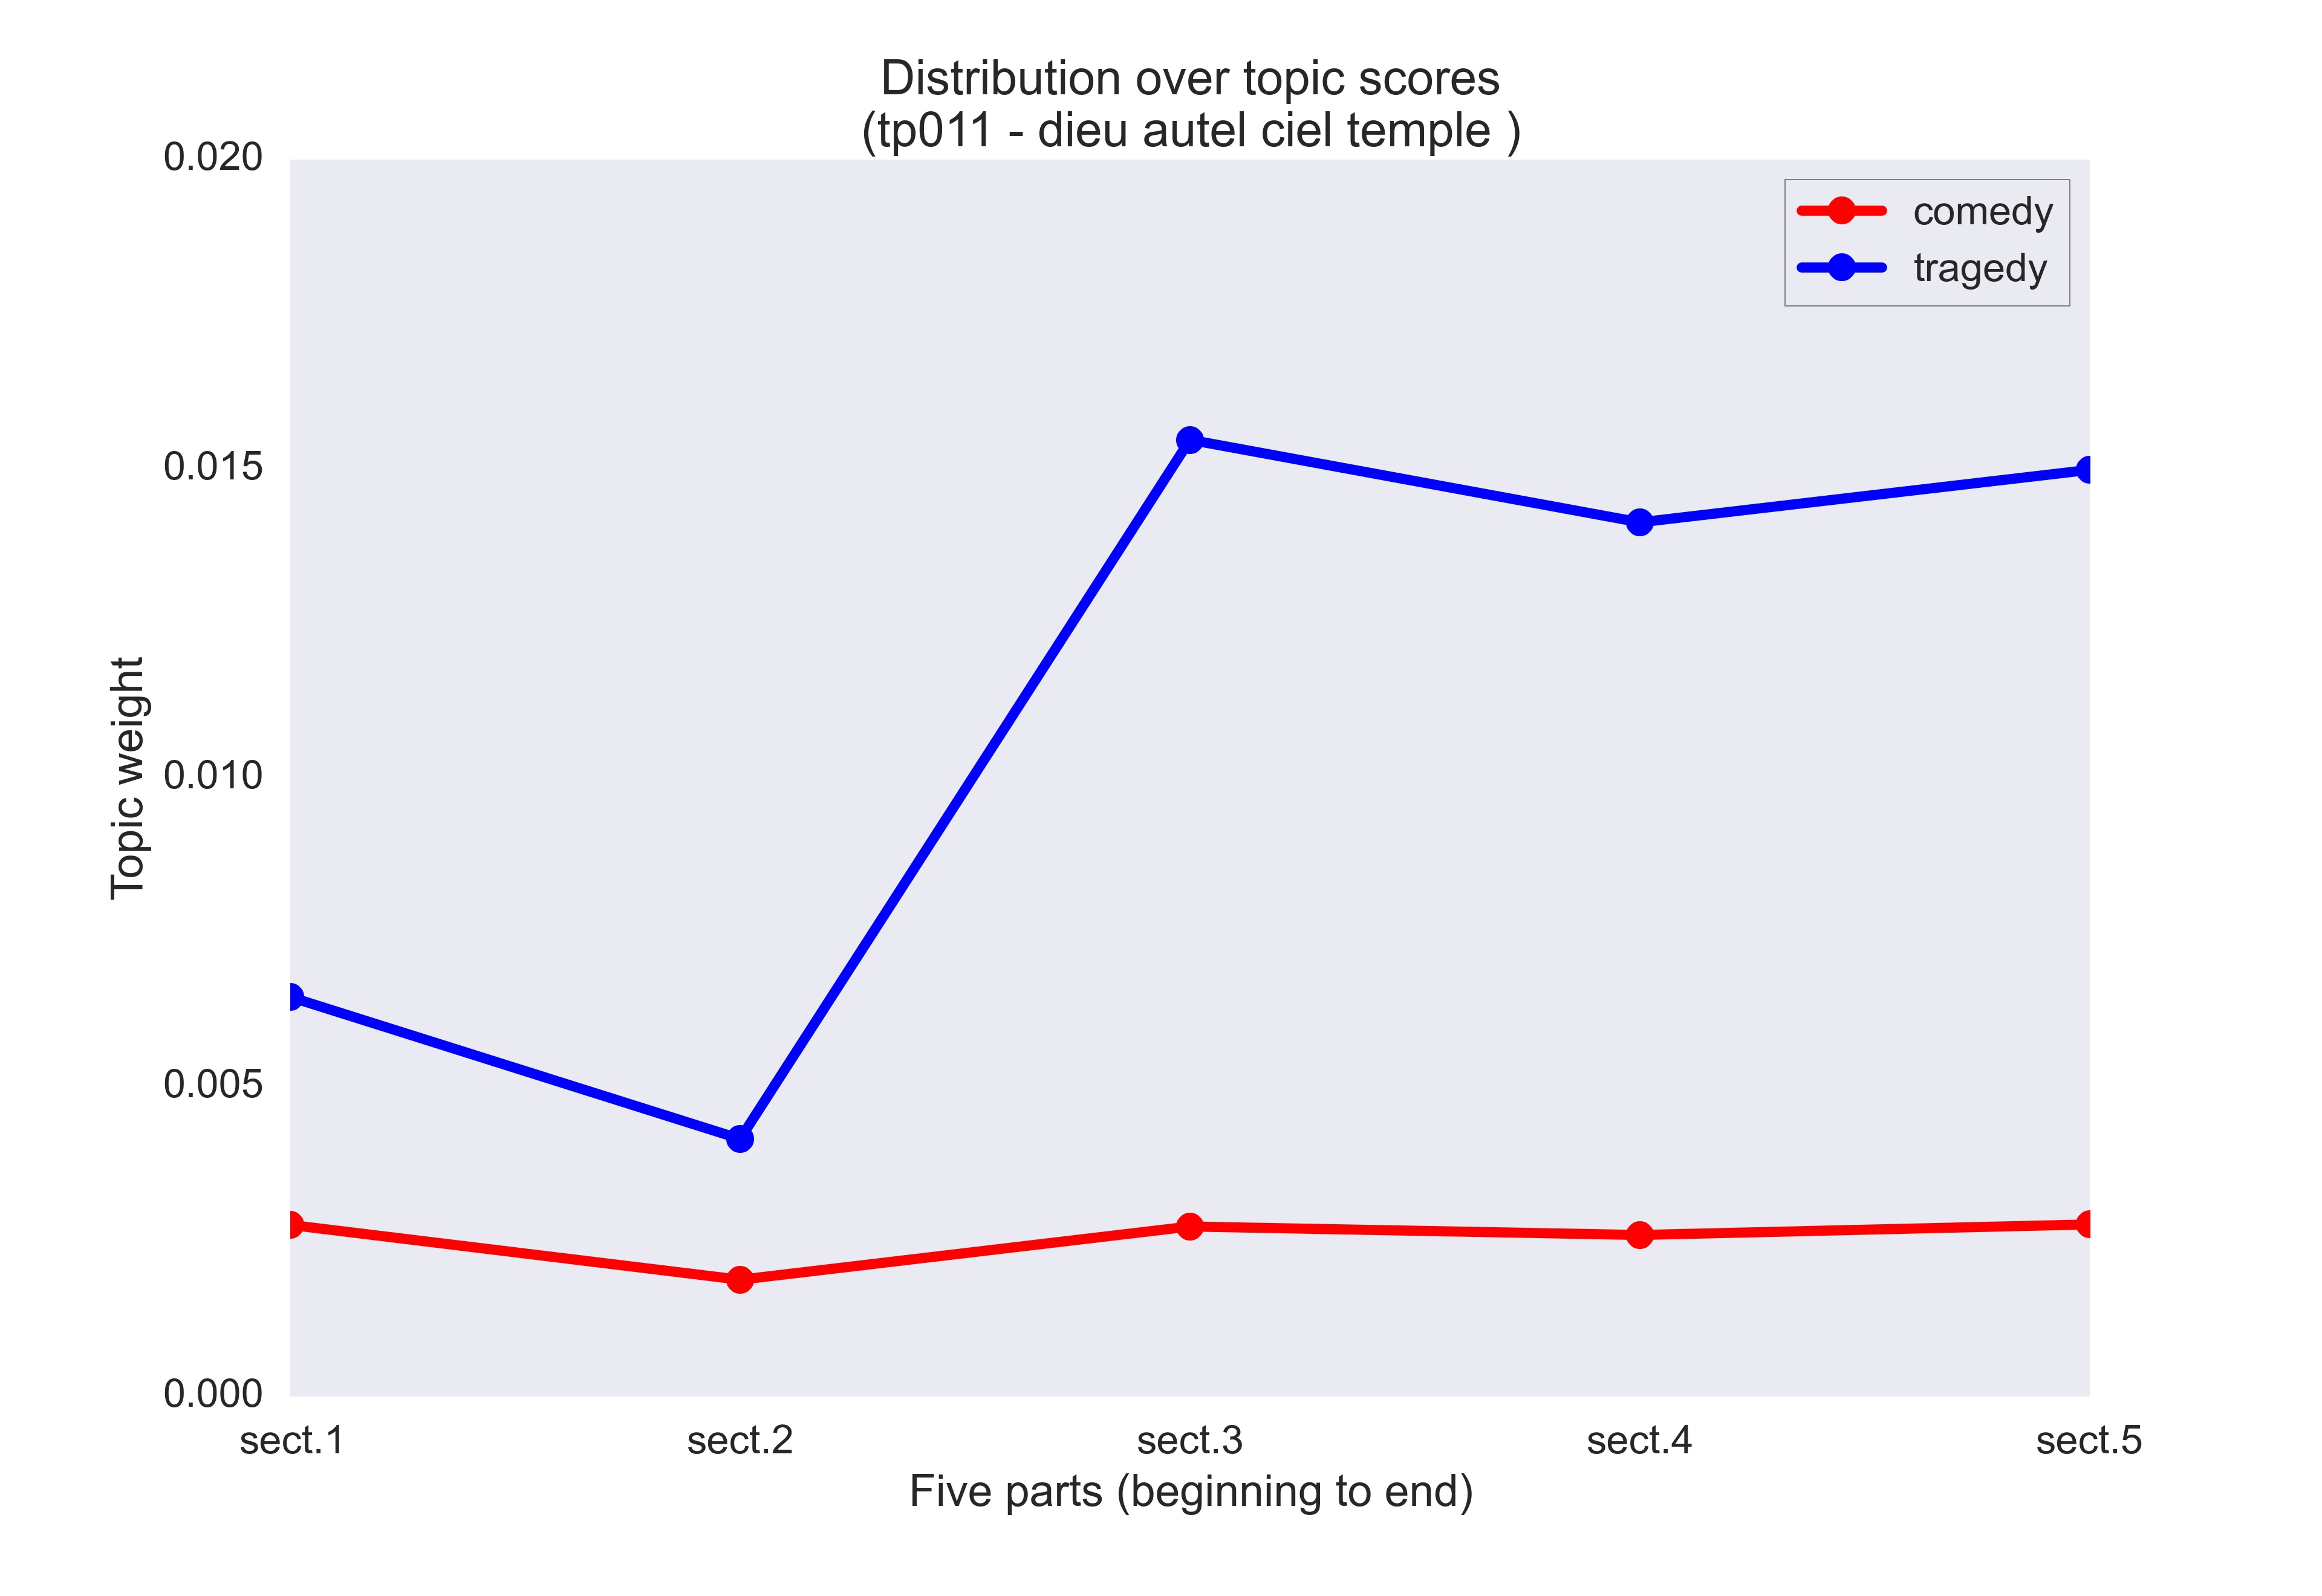 Distribution over topic scores
(tp011 - dieu autel ciel temple )
comedy
tragedy
Topic weight
0.020
0.015
0.010
0.005
0.000
sect.1
sect.2
sect.3
sect.4
sect.5
Five parts (beginning to end)